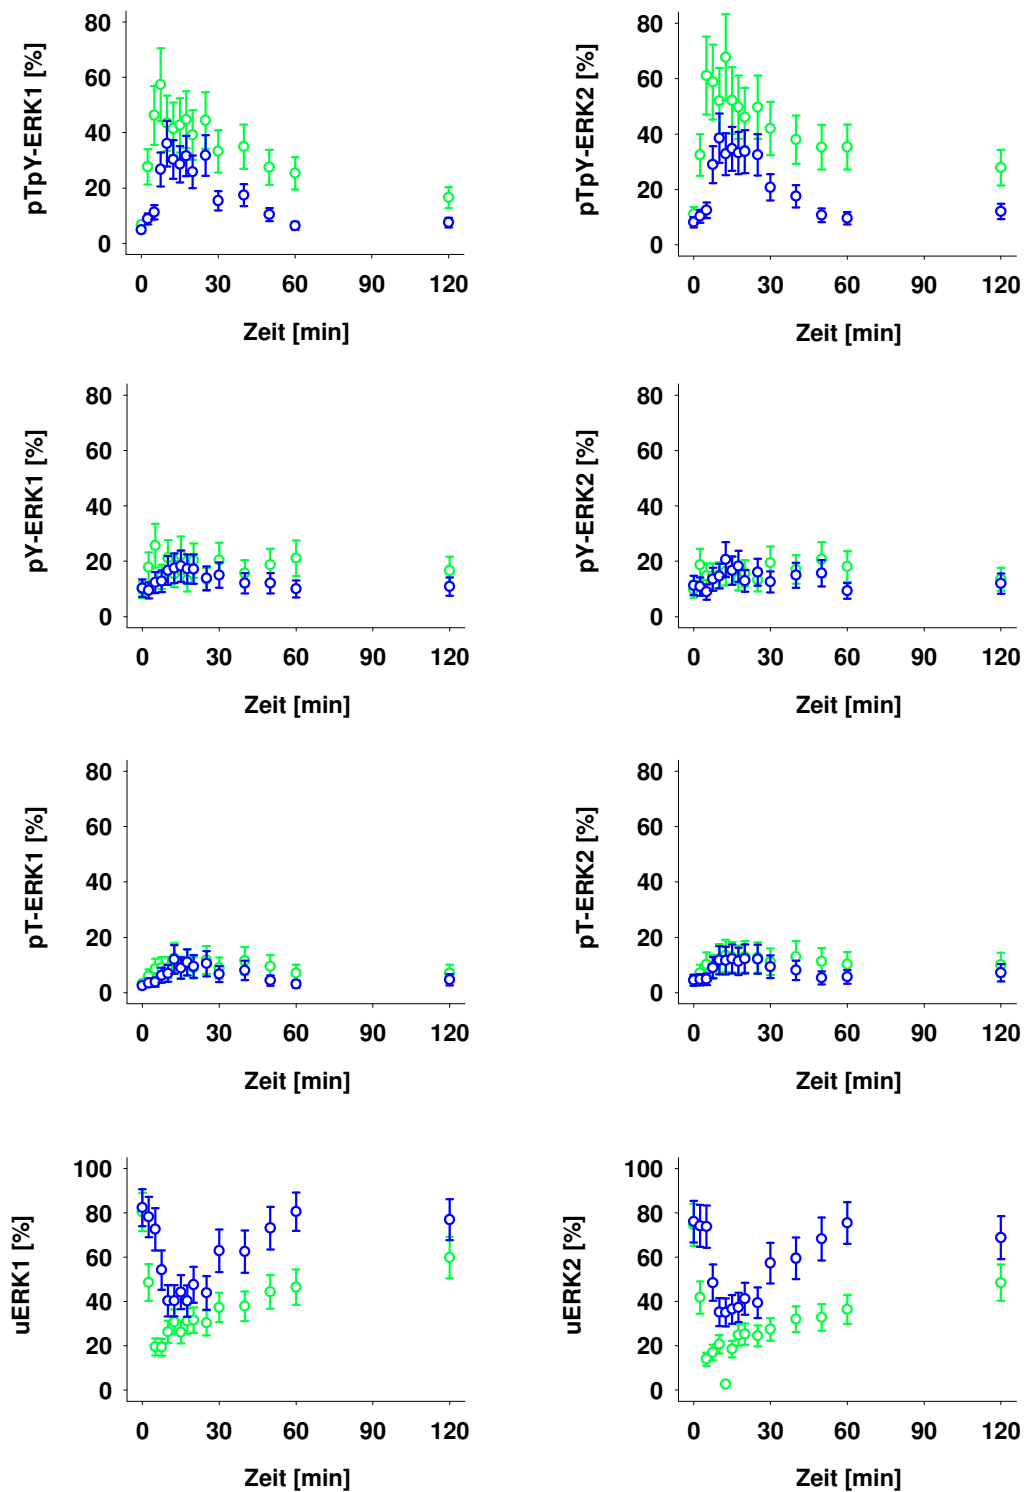 pTpY-ERK1 [%]
80
60
40
20
0
0 30 60 90 120
Zeit [min]
pTpY-ERK2 [%]
80
60
40
20
0
0 30 60 90 120
Zeit [min]
pY-ERK1 [%]
80
60
40
20
0
0 30 60 90 120
Zeit [min]
pY-ERK2 [%]
80
60
40
20
0
0 30 60 90 120
Zeit [min]
pT-ERK1 [%]
80
60
40
20
0
0 30 60 90 120
Zeit [min]
pT-ERK2 [%]
80
60
40
20
0
0 30 60 90 120
Zeit [min]
uERK1 [%]
100
80
60
40
20
0
0 30 60 90 120
Zeit [min]
uERK2 [%]
100
80
60
40
20
0
0 30 60 90 120
Zeit [min]